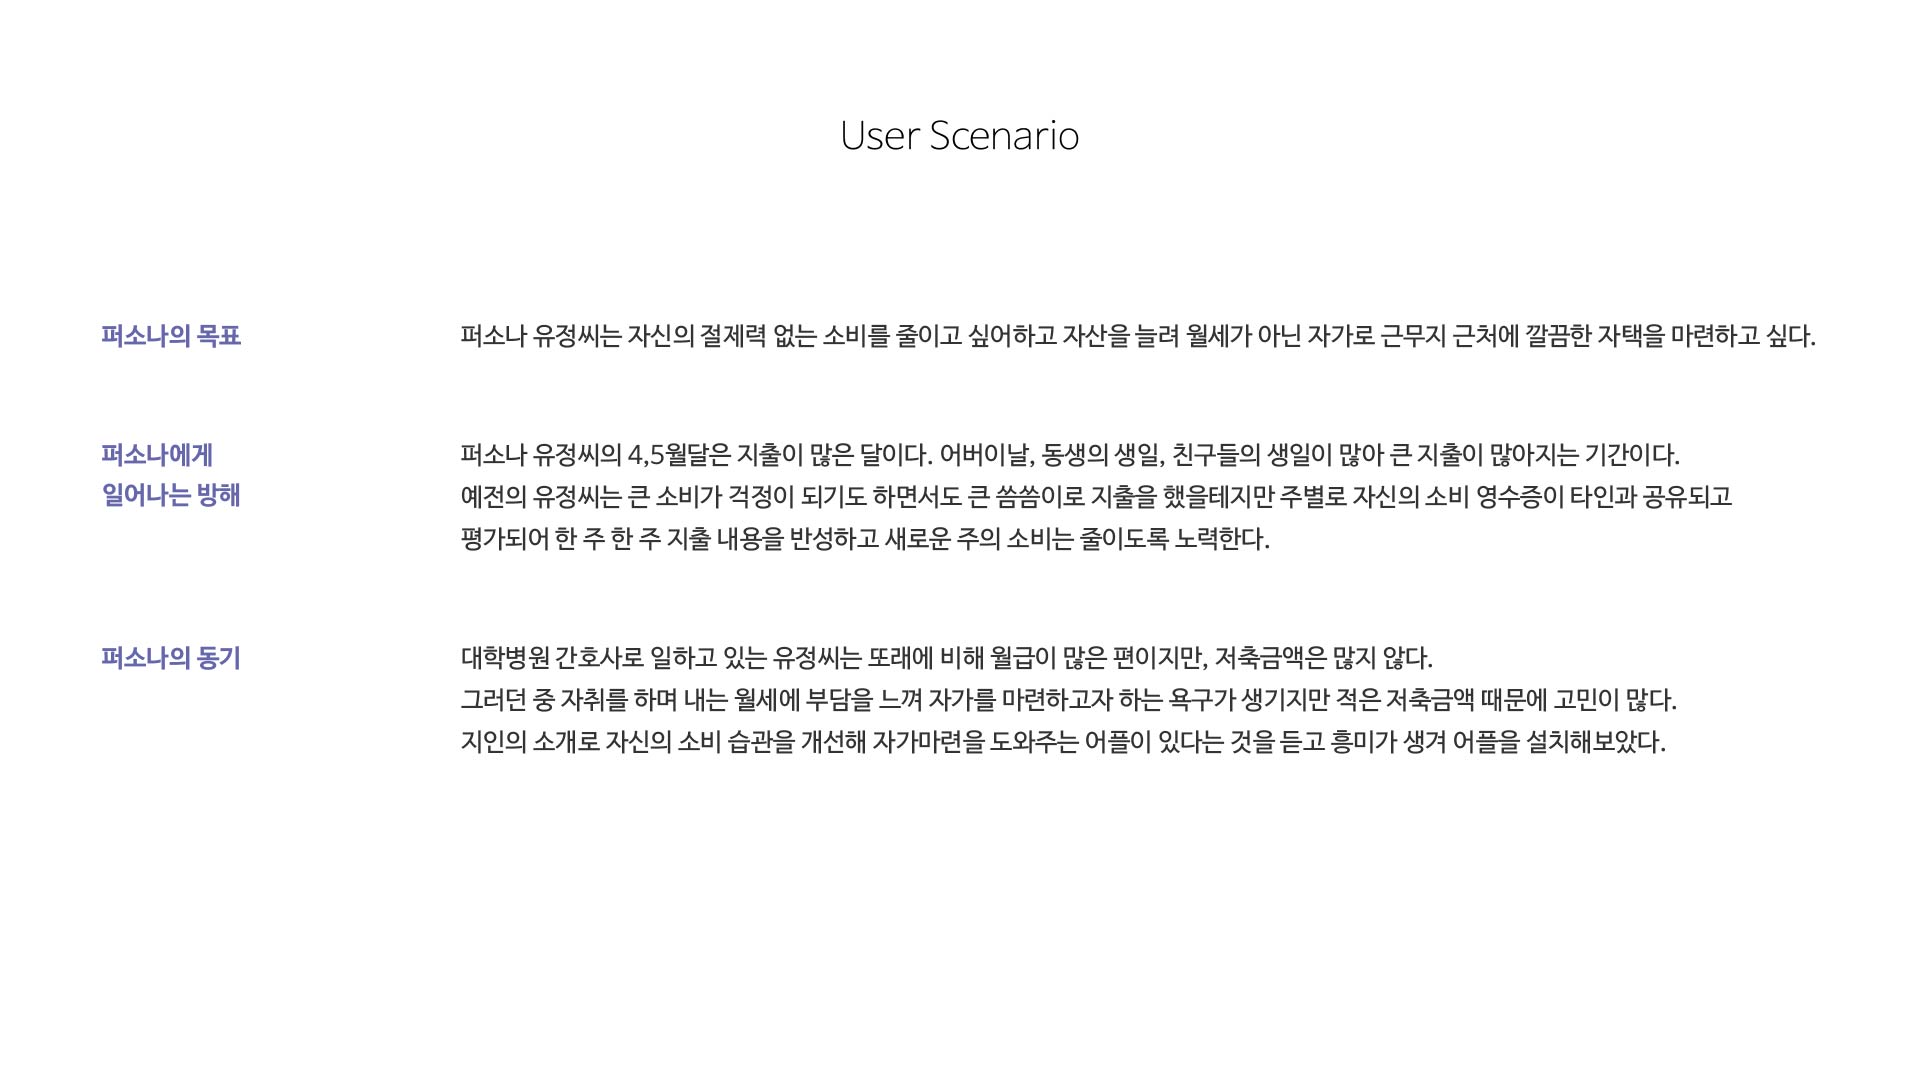 User Scenario
퍼소나의 목표
퍼소나 유정씨는 자신의 절제력 없는 소비를 줄이고 싶어하고 자산을 늘려 월세가 아닌 자가로 근무지 근처에 깔끔한 자택을 마련하고 싶다.
퍼소나에게
일어나는 방해
퍼소나 유정씨의 4,5월달은 지출이 많은 달이다. 어버이날, 동생의 생일, 친구들의 생일이 많아 큰 지출이 많아지는 기간이다.
예전의 유정씨는 큰 소비가 걱정이 되기도 하면서도 큰 씀씀이로 지출을 했을테지만 주별로 자신의 소비 영수증이 타인과 공유되고
평가되어 한 주 한 주 지출 내용을 반성하고 새로운 주의 소비는 줄이도록 노력한다.
퍼소나의 동기
대학병원 간호사로 일하고 있는 유정씨는 또래에 비해 월급이 많은 편이지만, 저축금액은 많지 않다.
그러던 중 자취를 하며 내는 월세에 부담을 느껴 자가를 마련하고자 하는 욕구가 생기지만 적은 저축금액 때문에 고민이 많다.
지인의 소개로 자신의 소비 습관을 개선해 자가마련을 도와주는 어플이 있다는 것을 듣고 흥미가 생겨 어플을 설치해보았다.